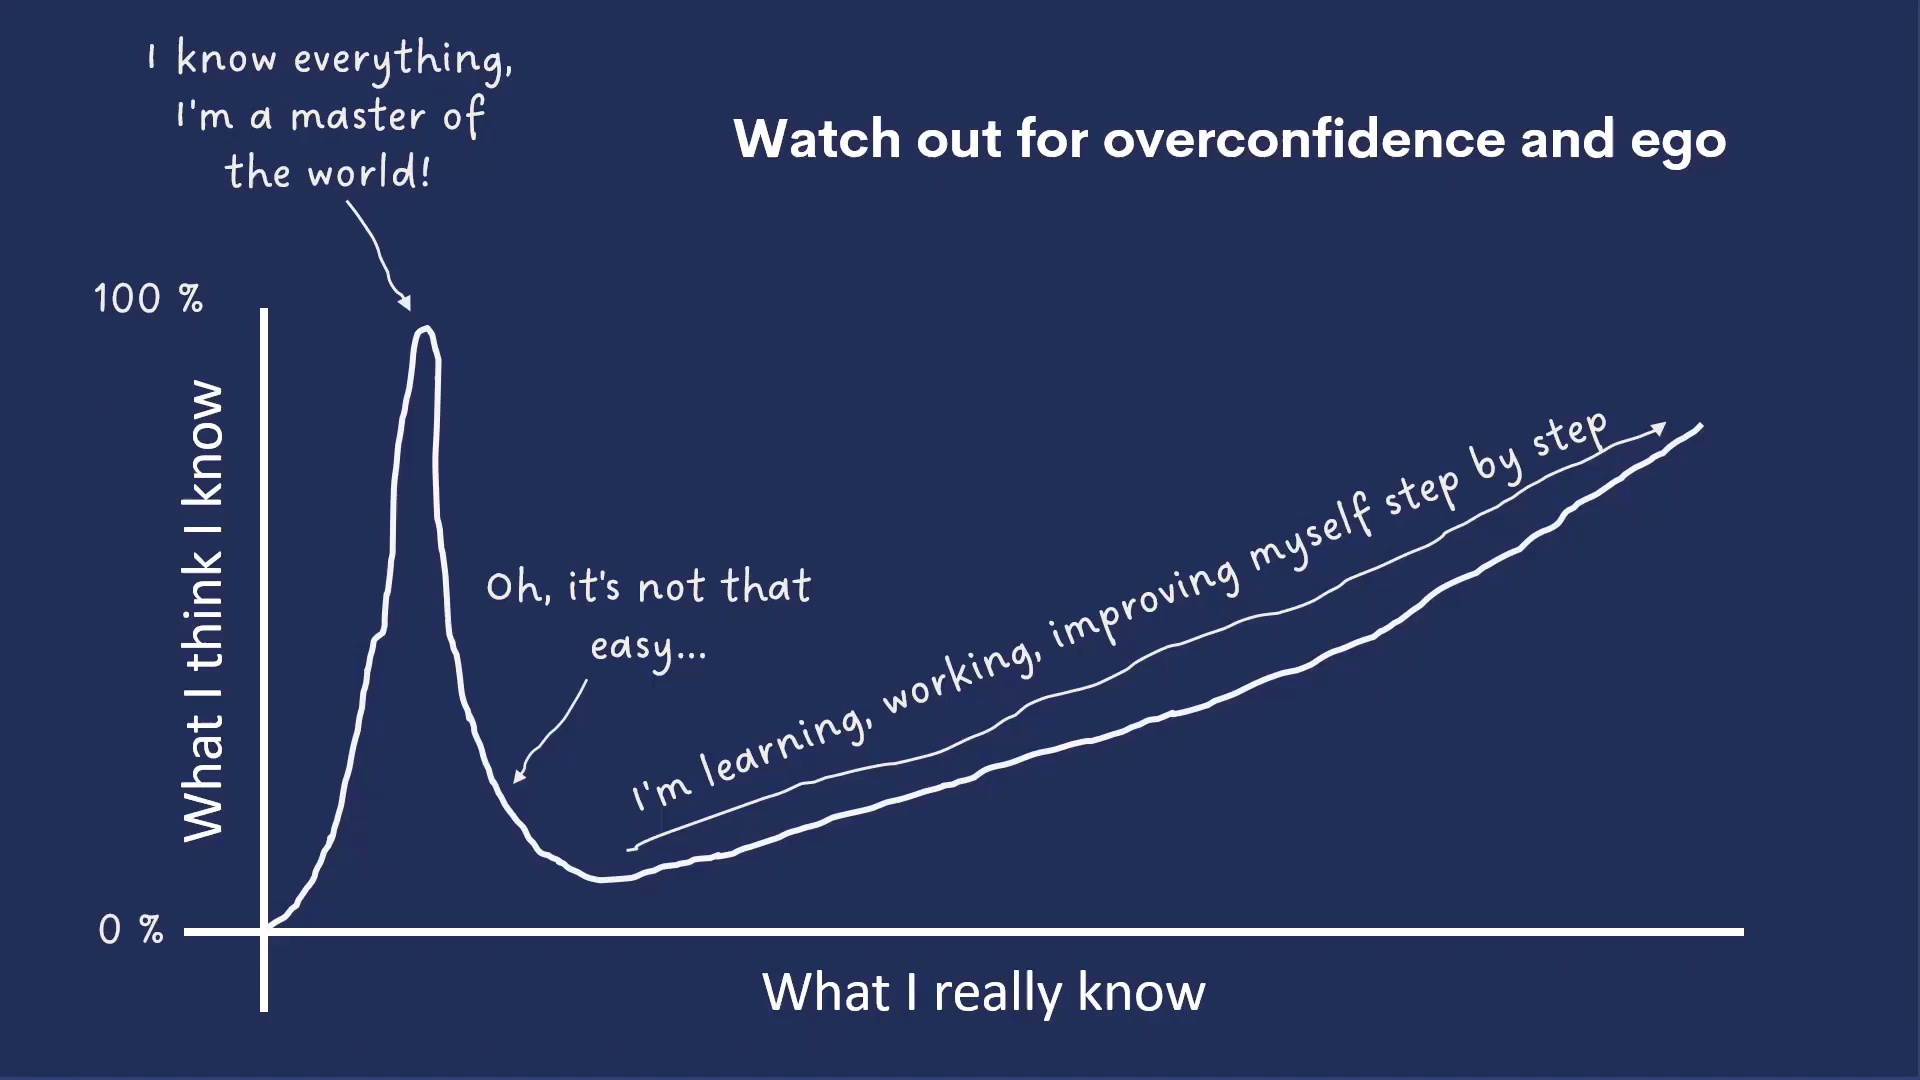 I know everything,
I'm a master of
the world!
Watch out for overconfidence and ego
100 %
What I think I know
Oh, it's not that
easy...
I'm learning, working, improving myself step by step
0 %
What I really know